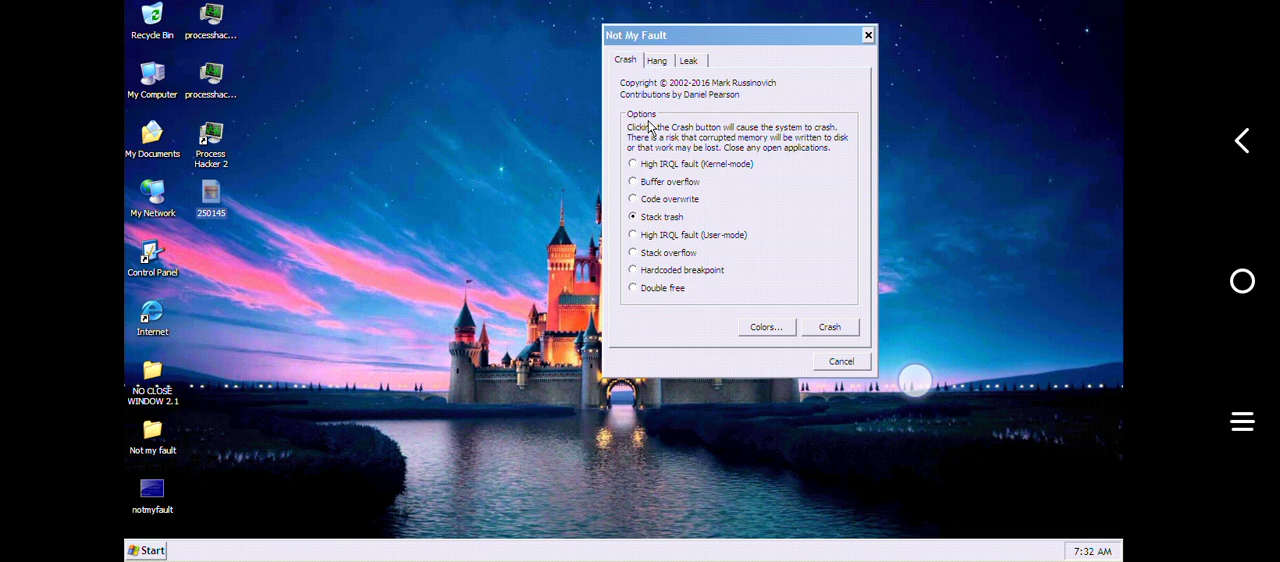 Recycle Bin
processhac...
My Computer
processhac...
My Documents
Process
Hacker 2
My Network
250145
Control Panel
Internet
NO CLOSE
WINDOW 2.1
Not my fault
notmyfault
Not My Fault
Crash
Hang
Leak
Copyright © 2002-2016 Mark Russinovich
Contributions by Daniel Pearson
Options
Clicking the Crash button will cause the system to crash.
There is a risk that corrupted memory will be written to disk
or that work may be lost. Close any open applications.
High IRQL fault (Kernel-mode)
Buffer overflow
Code overwrite
Stack trash
High IRQL fault (User-mode)
Stack overflow
Hardcoded breakpoint
Double free
Colors...
Crash
Cancel
Start
7:32 AM